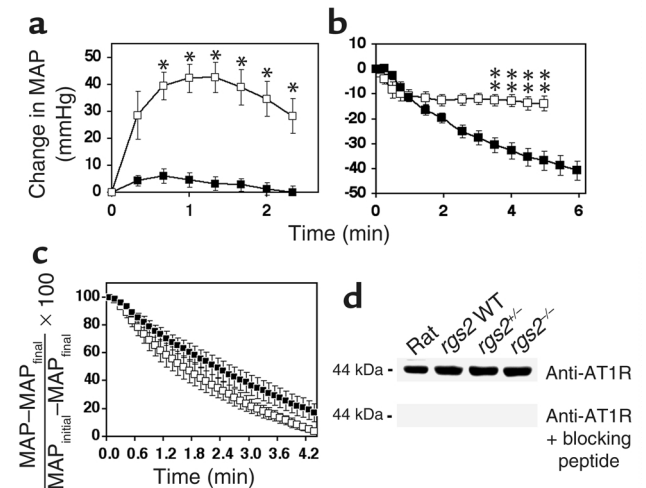 a
Change in MAP
(mmHg)
50
40
30
20
10
0
* * * * * *
0 1 2
b
10
0
-10
-20
-30
-40
-50
* * * *
* * * *
0 2 4 6
Time (min)
c
MAP–MAPfinal
MAPinitial–MAPfinal
× 100
100
80
60
40
20
0
0.0 0.6 1.2 1.8 2.4 3.0 3.6 4.2
Time (min)
d
Rat rgs2 WT rgs2+/– rgs2–/–
44 kDa - Anti-AT1R
44 kDa - Anti-AT1R
+ blocking
peptide